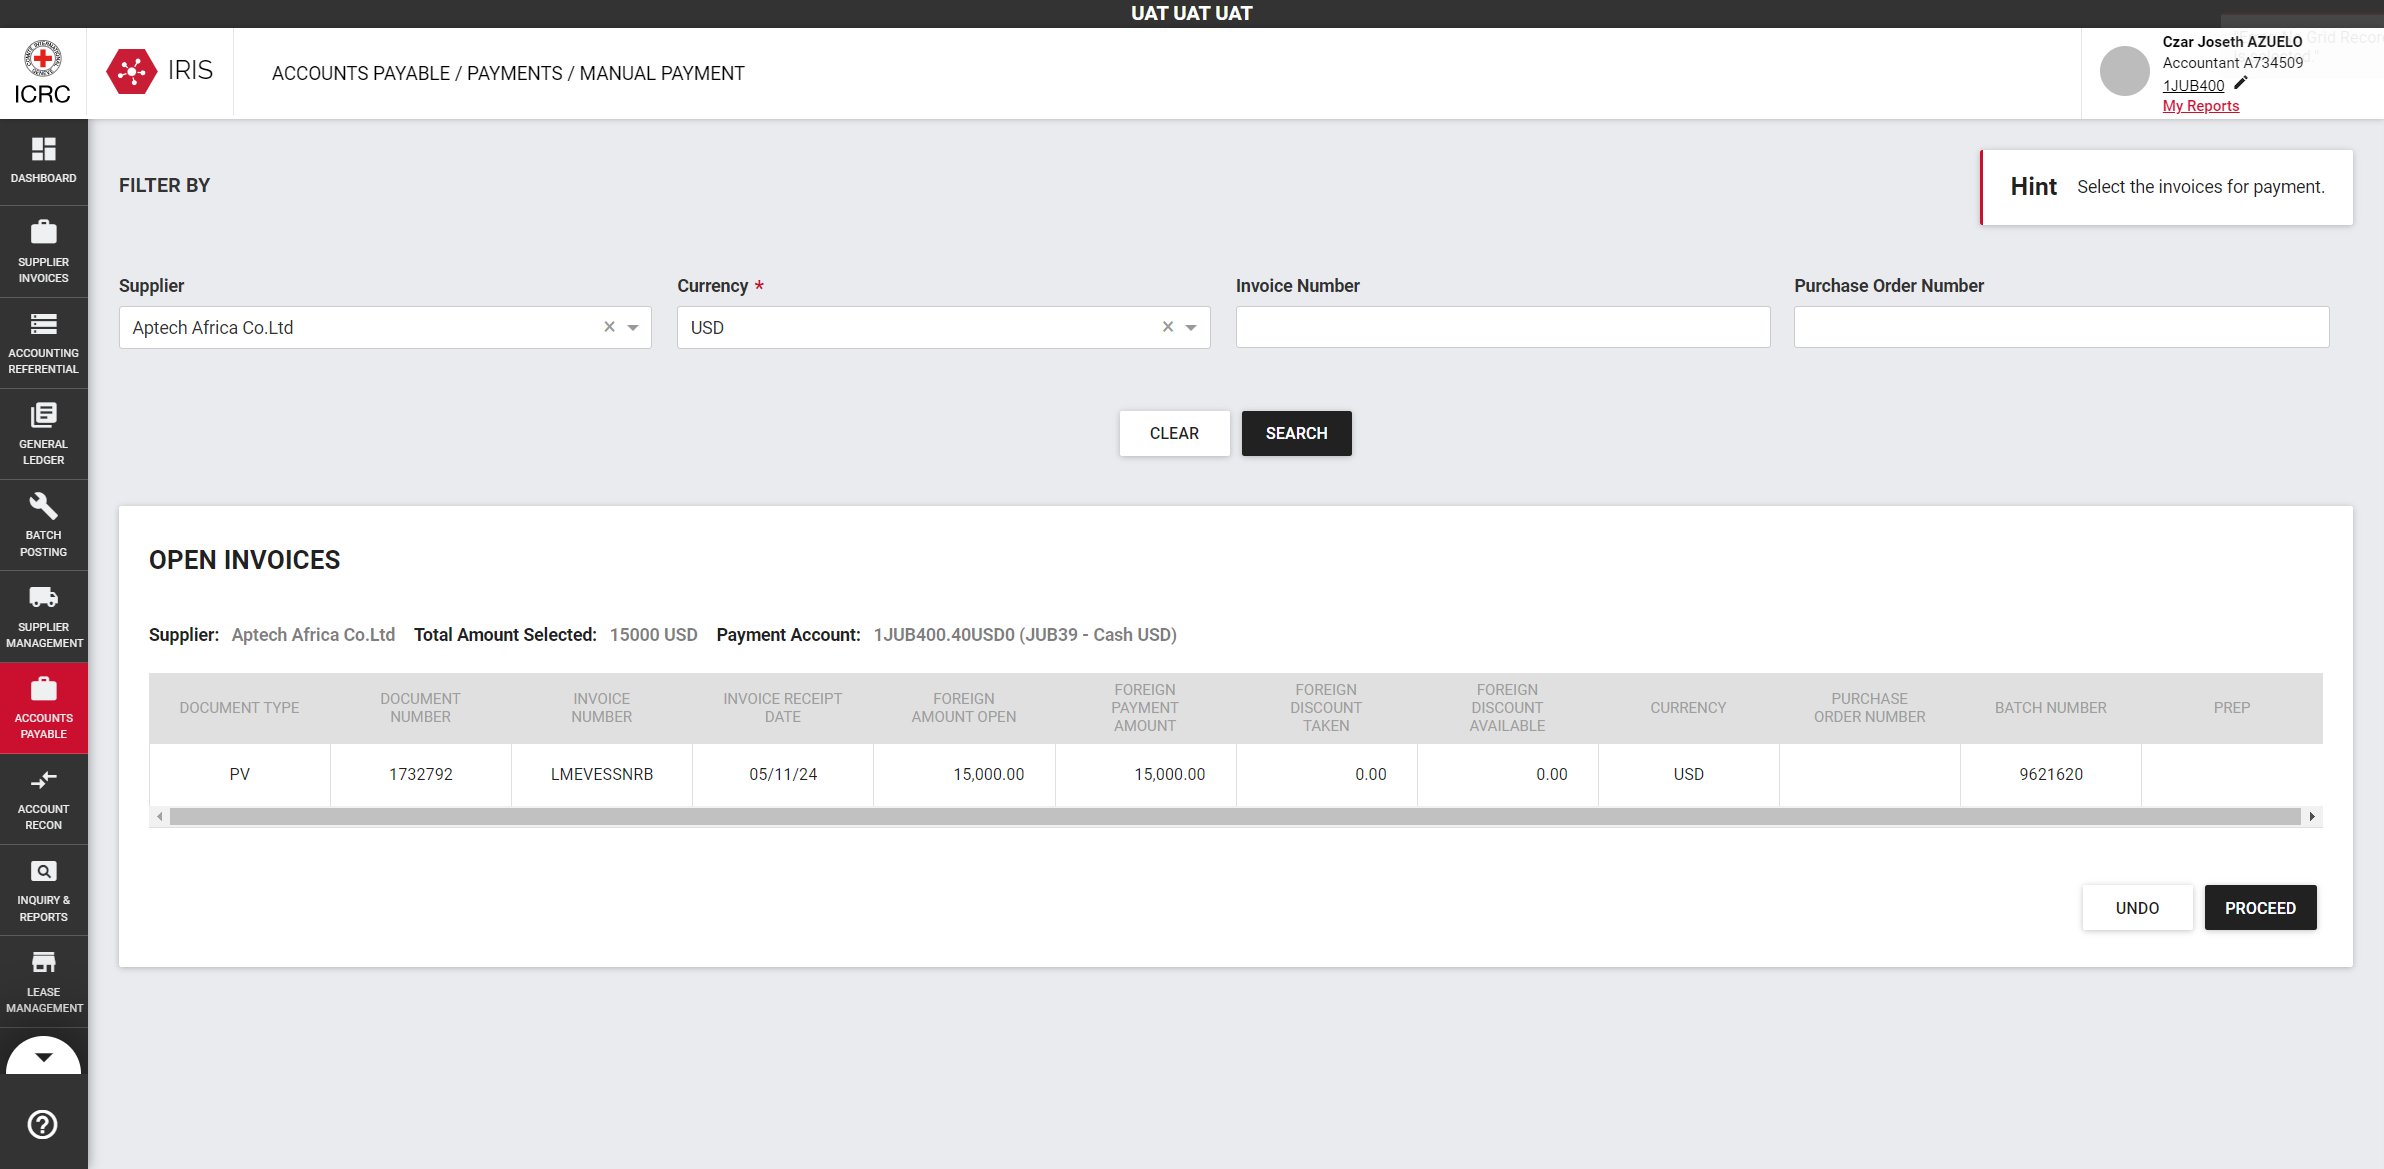 UAT UAT UAT
ICRC
IRIS
ACCOUNTS PAYABLE / PAYMENTS / MANUAL PAYMENT
Czar Joseth AZUELO
Accountant A734509
1JUB400
My Reports
DASHBOARD
SUPPLIER
INVOICES
ACCOUNTING
REFERENTIAL
GENERAL
LEDGER
BATCH
POSTING
SUPPLIER
MANAGEMENT
ACCOUNTS
PAYABLE
ACCOUNT
RECON
INQUIRY &
REPORTS
LEASE
MANAGEMENT
FILTER BY
Hint Select the invoices for payment.
Supplier Currency * Invoice Number Purchase Order Number
Aptech Africa Co.Ltd USD
CLEAR SEARCH
OPEN INVOICES
Supplier: Aptech Africa Co.Ltd Total Amount Selected: 15000 USD Payment Account: 1JUB400.40USD0 (JUB39 - Cash USD)
DOCUMENT TYPE
DOCUMENT
NUMBER
INVOICE
NUMBER
INVOICE RECEIPT
DATE
FOREIGN
AMOUNT OPEN
FOREIGN
PAYMENT
AMOUNT
FOREIGN
DISCOUNT
TAKEN
FOREIGN
DISCOUNT
AVAILABLE
CURRENCY
PURCHASE
ORDER NUMBER
BATCH NUMBER
PREP
PV 1732792 LMEVESSNRB 05/11/24 15,000.00 15,000.00 0.00 0.00 USD 9621620
UNDO PROCEED